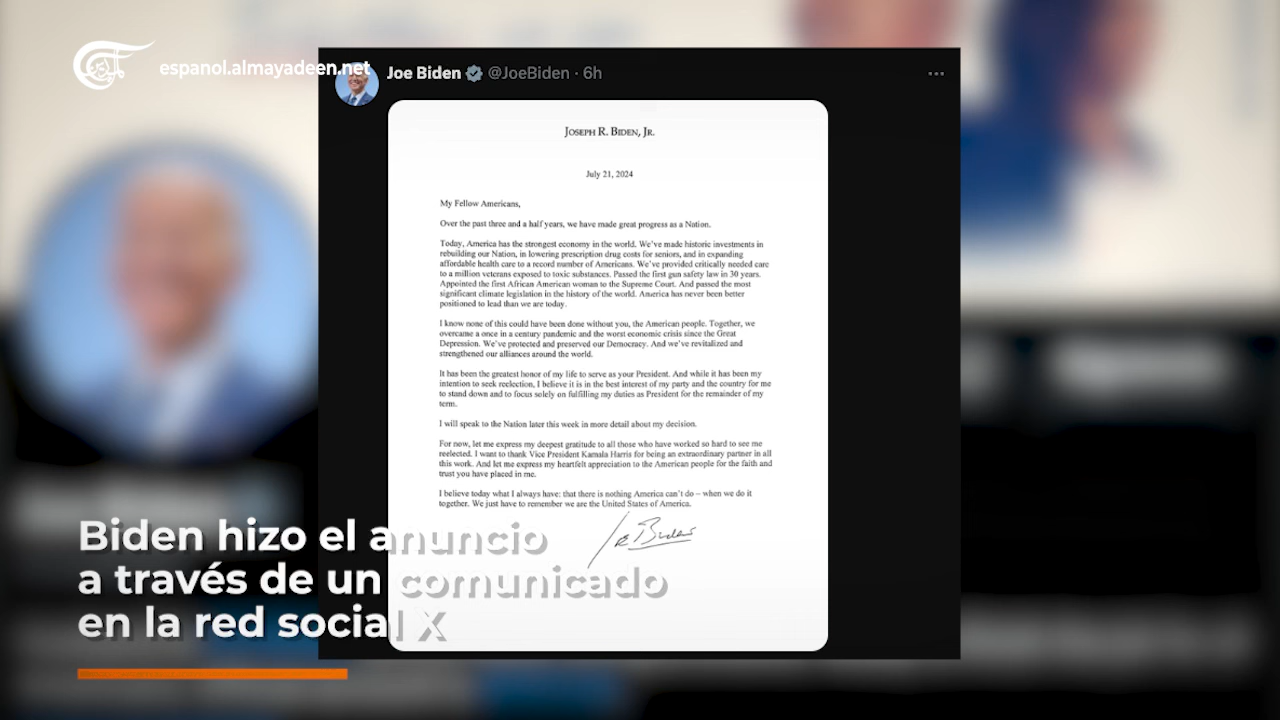 espanol.almayadeen.net
Joe Biden @JoeBiden · 6h
JOSEPH R. BIDEN, JR.
July 21, 2024
My Fellow Americans,
Over the past three and a half years, we have made great progress as a Nation.
Today, America has the strongest economy in the world. We've made historic investments in
rebuilding our Nation, in lowering prescription drug costs for seniors, and in expanding
affordable health care to a record number of Americans. We've provided critically needed care
to a million veterans exposed to toxic substances. Passed the first gun safety law in 30 years.
Appointed the first African American woman to the Supreme Court. And passed the most
significant climate legislation in the history of the world. America has never been better
positioned to lead than we are today.
I know none of this could have been done without you, the American people. Together, we
overcame a once in a century pandemic and the worst economic crisis since the Great
Depression. We've protected and preserved our Democracy. And we've revitalized and
strengthened our alliances around the world.
It has been the greatest honor of my life to serve as your President. And while it has been my
intention to seek reelection, I believe it is in the best interest of my party and the country for me
to stand down and to focus solely on fulfilling my duties as President for the remainder of my
term.
I will speak to the Nation later this week in more detail about my decision.
For now, let me express my deepest gratitude to all those who have worked so hard to see me
reelected. I want to thank Vice President Kamala Harris for being an extraordinary partner in all
this work. And let me express my heartfelt appreciation to the American people for the faith and
trust you have placed in me.
I believe today what I always have: that there is nothing America can't do – when we do it
together. We just have to remember we are the United States of America.
Biden hizo el anuncio
a través de un comunicado
en la red social X